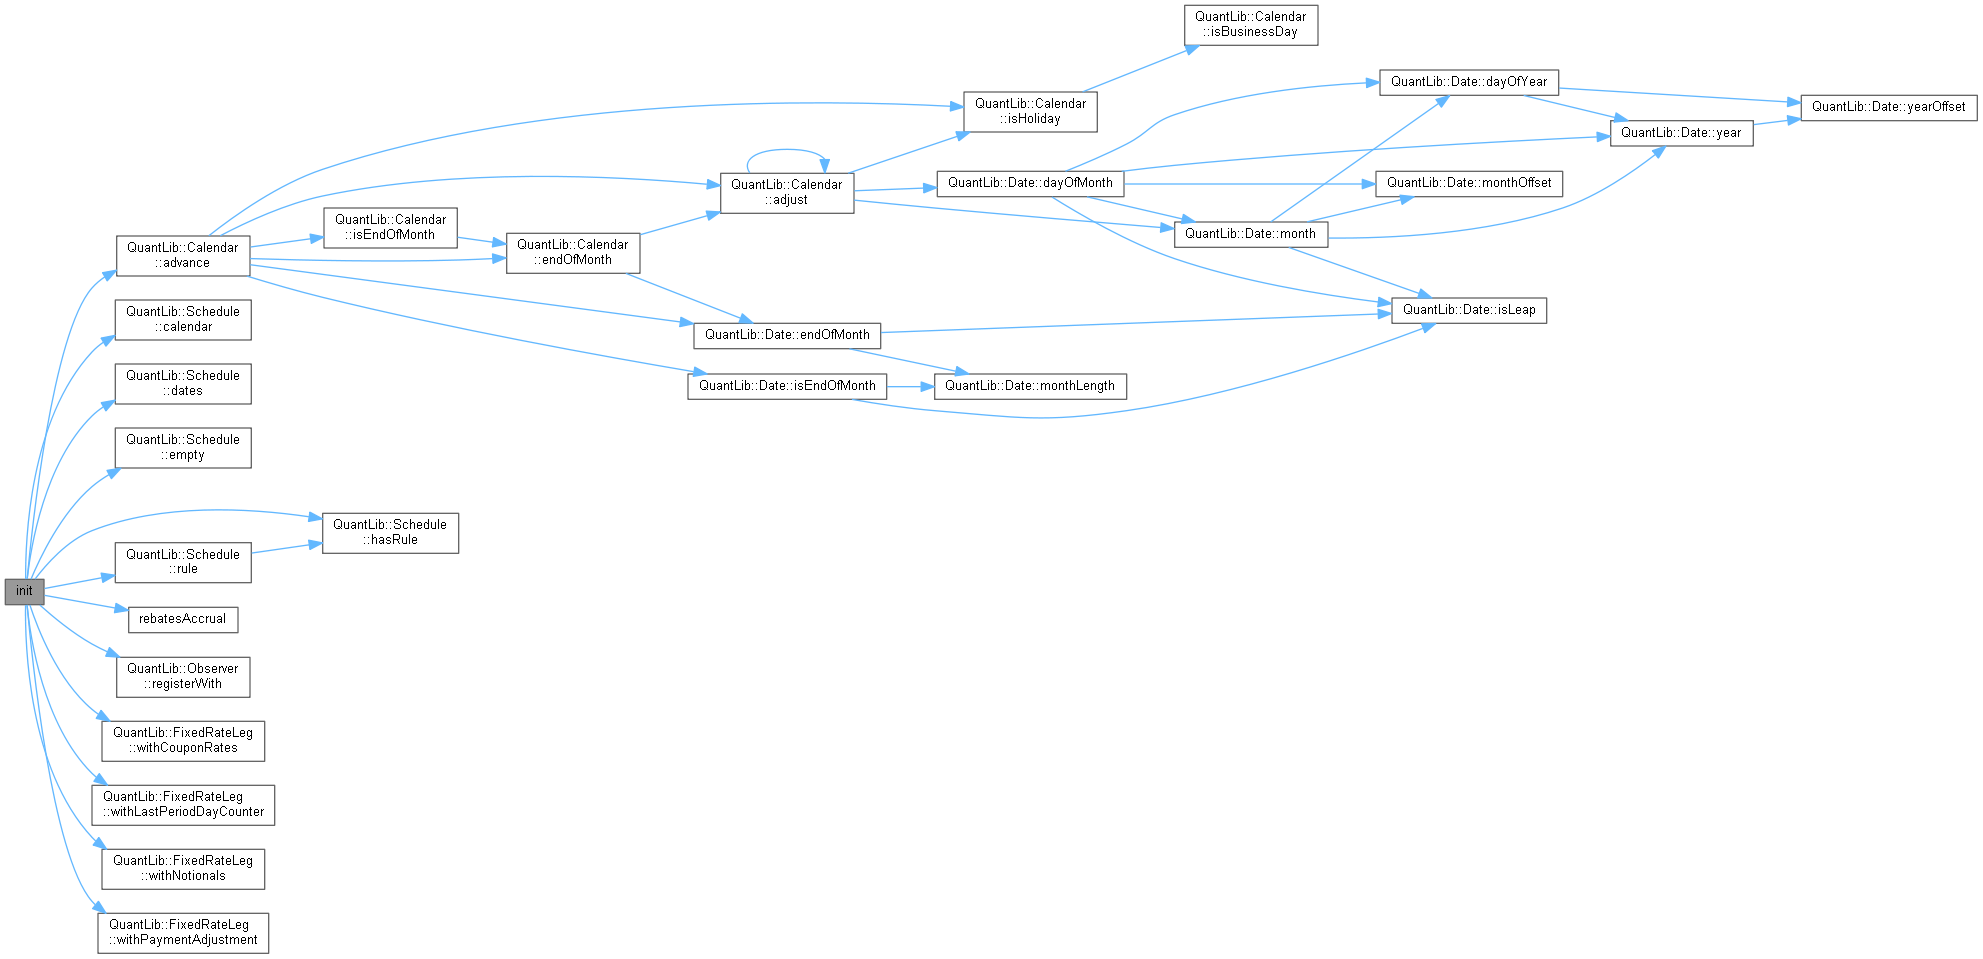 QuantLib::Calendar
::isBusinessDay
QuantLib::Date::dayOfYear
QuantLib::Calendar
::isHoliday
QuantLib::Date::yearOffset
QuantLib::Date::year
QuantLib::Calendar
::adjust
QuantLib::Date::dayOfMonth
QuantLib::Date::monthOffset
QuantLib::Calendar
::isEndOfMonth
QuantLib::Date::month
QuantLib::Calendar
::advance
QuantLib::Calendar
::endOfMonth
QuantLib::Schedule
::calendar
QuantLib::Date::isLeap
QuantLib::Date::endOfMonth
QuantLib::Schedule
::dates
QuantLib::Date::isEndOfMonth
QuantLib::Date::monthLength
QuantLib::Schedule
::empty
QuantLib::Schedule
::hasRule
QuantLib::Schedule
::rule
init
rebatesAccrual
QuantLib::Observer
::registerWith
QuantLib::FixedRateLeg
::withCouponRates
QuantLib::FixedRateLeg
::withLastPeriodDayCounter
QuantLib::FixedRateLeg
::withNotionals
QuantLib::FixedRateLeg
::withPaymentAdjustment